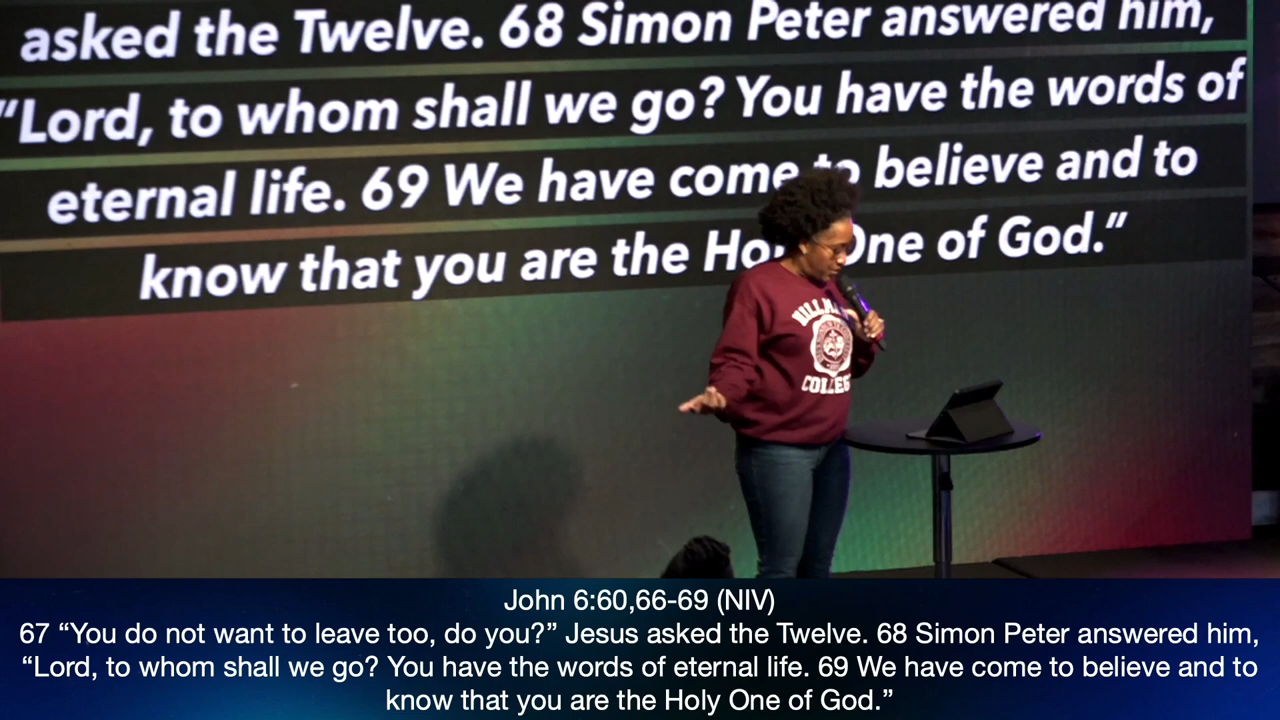 asked the Twelve. 68 Simon Peter answered him,
“Lord, to whom shall we go? You have the words of
eternal life. 69 We have come to believe and to
know that you are the Holy One of God.”
COLLEGE
John 6:60,66-69 (NIV)
67 “You do not want to leave too, do you?” Jesus asked the Twelve. 68 Simon Peter answered him,
“Lord, to whom shall we go? You have the words of eternal life. 69 We have come to believe and to
know that you are the Holy One of God.”